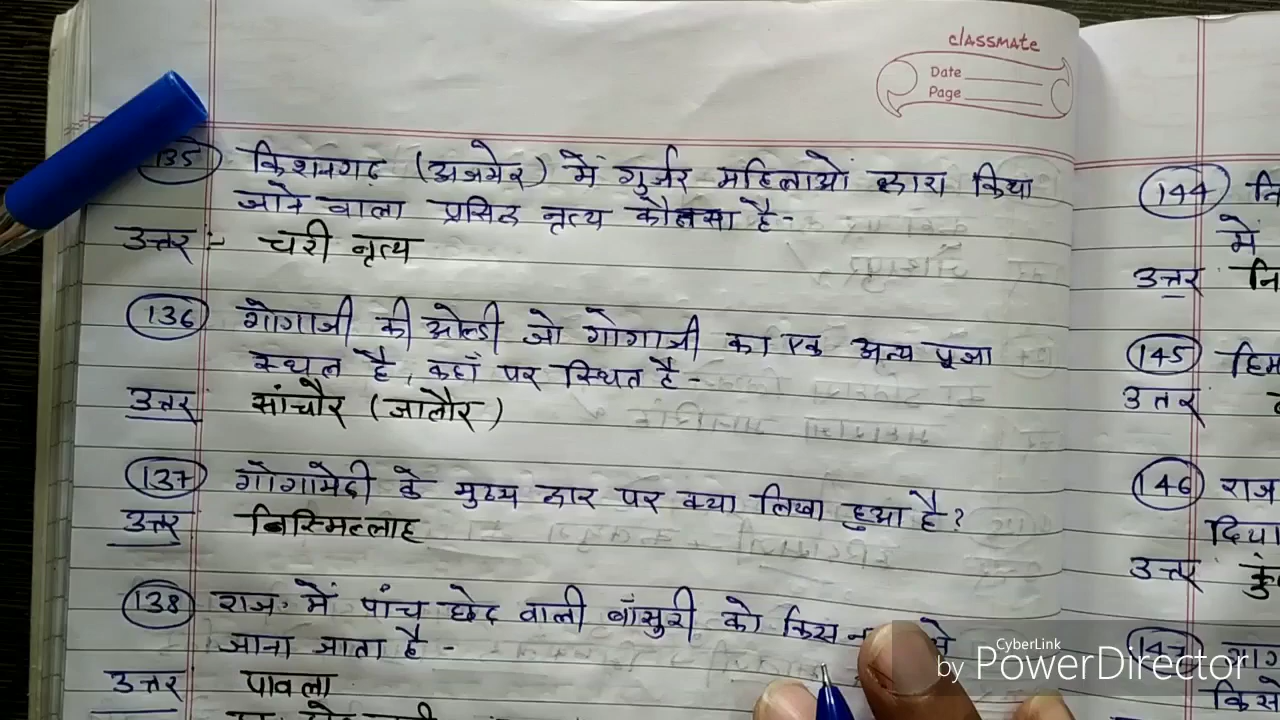 classmate
Date
Page
135 किशनगढ़ (अजमेर) में गुर्जर महिलाओं द्वारा किया
जाने वाला प्रसिद्ध नृत्य कौनसा है-
उत्तर :- चरी नृत्य
136 गोगाजी की ओल्डी जो गोगाजी का एक अन्य पूजा
स्थल है, कहाँ पर स्थित है-
उत्तर सांचौर (जालौर)
137 गोगामेडी के मुख्य द्वार पर क्या लिखा हुआ है?
उत्तर बिस्मिल्लाह
138 राज. में पांच छेद वाली बाँसुरी को किस से
जाना जाता है -
उत्तर पावला
144 नि
में
उत्तर नि
145 हिम
उत्तर
146 राज
दिया
उत्तर
147
किसे
CyberLink
by PowerDirector